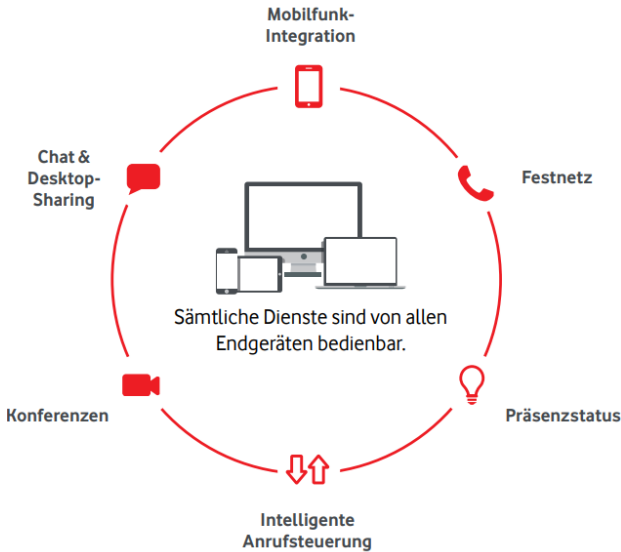 Mobilfunk-
Integration
Chat &
Desktop-
Sharing
Festnetz
Sämtliche Dienste sind von allen
Endgeräten bedienbar.
Konferenzen
Präsenzstatus
Intelligente
Anrufsteuerung